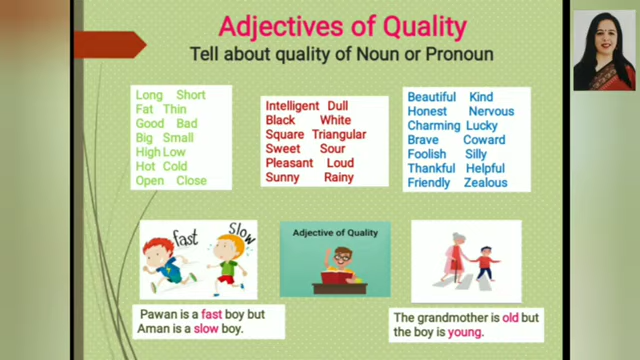 Adjectives of Quality
Tell about quality of Noun or Pronoun
Long Short
Fat Thin
Good Bad
Big Small
High Low
Hot Cold
Open Close
Intelligent Dull
Black White
Square Triangular
Sweet Sour
Pleasant Loud
Sunny Rainy
Beautiful Kind
Honest Nervous
Charming Lucky
Brave Coward
Foolish Silly
Thankful Helpful
Friendly Zealous
fast
slow
Adjective of Quality
Pawan is a fast boy but
Aman is a slow boy.
The grandmother is old but
the boy is young.